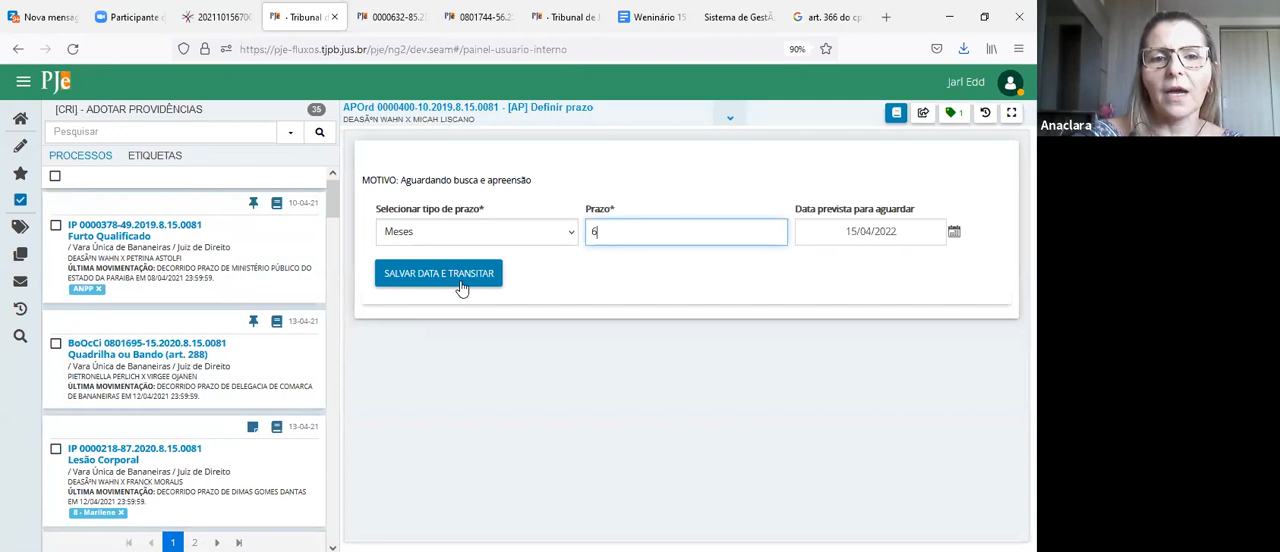 Nova mensa
Participante d
20211015670
· Tribunal de
0000632-85.2
0801744-56.2
· Tribunal de J
Weninário 15
Sistema de GestÃ
art. 366 do cp
https://pje-fluxos.tjpb.jus.br/pje/ng2/dev.seam#/painel-usuario-interno
90%
PJe
Jarl Edd
[CRI] - ADOTAR PROVIDÊNCIAS 35
Pesquisar
PROCESSOS ETIQUETAS
10-04-21
IP 0000378-49.2019.8.15.0081
Furto Qualificado
/ Vara Única de Bananeiras / Juiz de Direito
DEASÃºN WAHN X PETRINA ASTOLFI
ÚLTIMA MOVIMENTAÇÃO: DECORRIDO PRAZO DE MINISTÉRIO PÚBLICO DO
ESTADO DA PARAIBA EM 08/04/2021 23:59:59.
ANPP ×
13-04-21
BoOcCi 0801695-15.2020.8.15.0081
Quadrilha ou Bando (art. 288)
/ Vara Única de Bananeiras / Juiz de Direito
PIETRONELLA PERLICH X VIRGEE OJANEN
ÚLTIMA MOVIMENTAÇÃO: DECORRIDO PRAZO DE DELEGACIA DE COMARCA
DE BANANEIRAS EM 12/04/2021 23:59:59.
13-04-21
IP 0000218-87.2020.8.15.0081
Lesão Corporal
/ Vara Única de Bananeiras / Juiz de Direito
DEASÃºN WAHN X FRANCK MORALIS
ÚLTIMA MOVIMENTAÇÃO: DECORRIDO PRAZO DE DIMAS GOMES DANTAS
EM 12/04/2021 23:59:59.
8 - Marilene ×
1 2
APOrd 0000400-10.2019.8.15.0081 - [AP] Definir prazo
DEASÃºN WAHN X MICAH LISCANO
1
MOTIVO: Aguardando busca e apreensão
Selecionar tipo de prazo* Prazo* Data prevista para aguardar
Meses 6 15/04/2022
SALVAR DATA E TRANSITAR
Anaclara